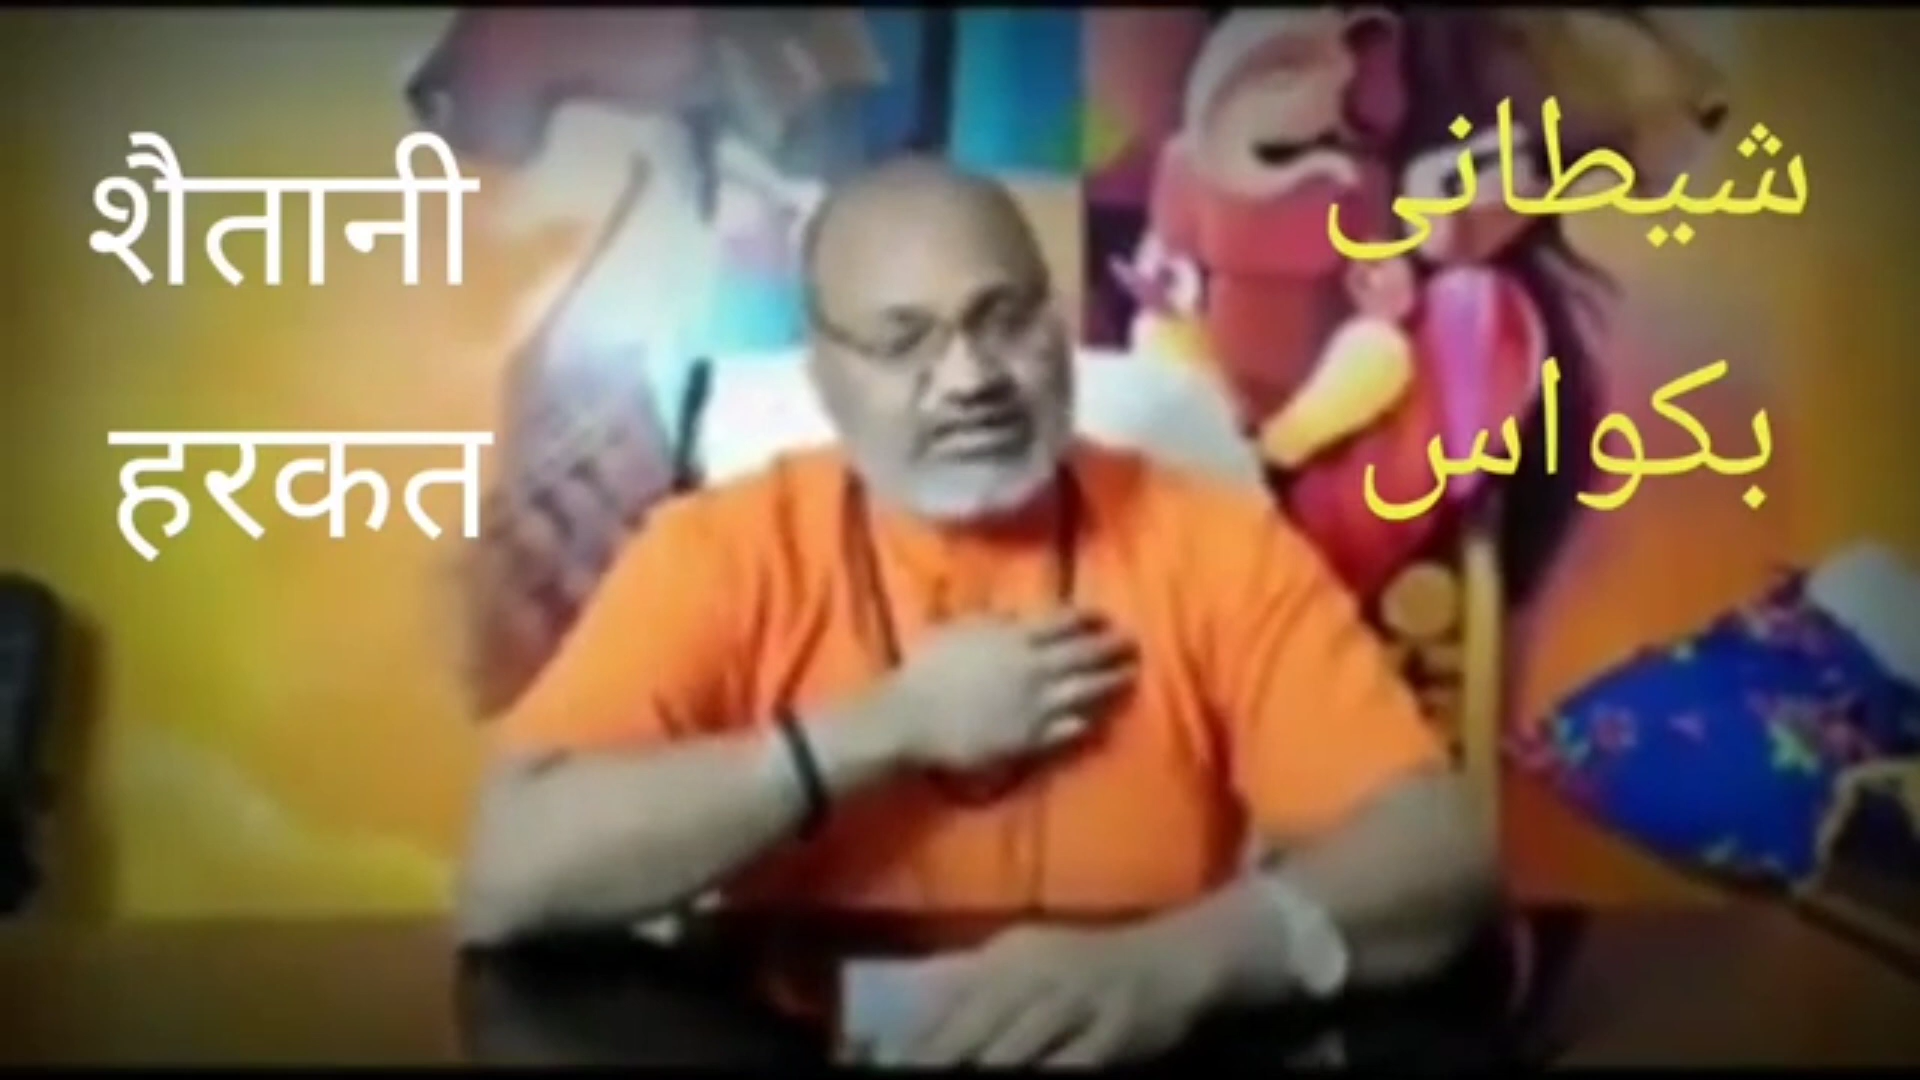 शैतानी
हरकत
شیطانی
بکواس